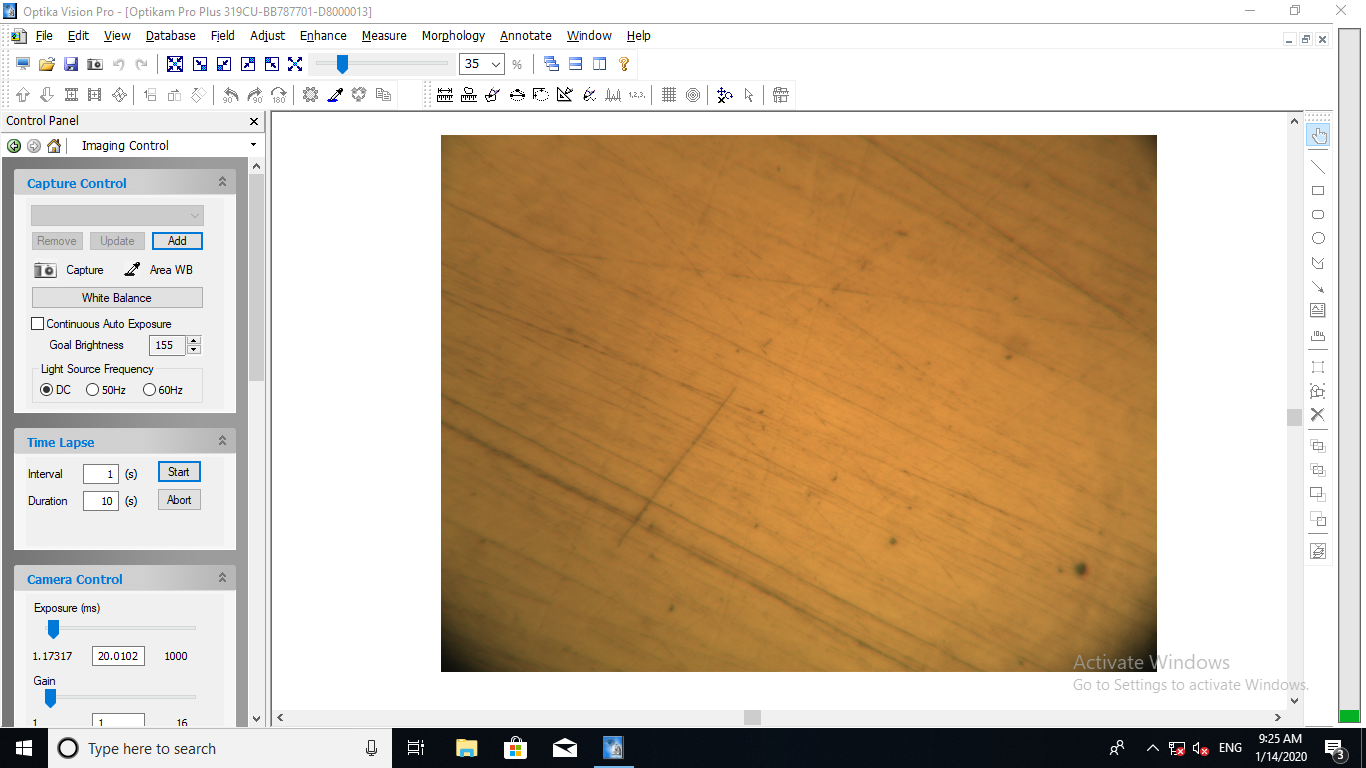 Optika Vision Pro - [Optikam Pro Plus 319CU-BB787701-D8000013]
File Edit View Database Field Adjust Enhance Measure Morphology Annotate Window Help
35 %
90 90 180 1,2,3,
Control Panel
Imaging Control
Capture Control
Remove Update Add
Capture Area WB
White Balance
Continuous Auto Exposure
Goal Brightness 155
Light Source Frequency
DC 50Hz 60Hz
Time Lapse
Interval 1 (s) Start
Duration 10 (s) Abort
Camera Control
Exposure (ms)
1.17317 20.0102 1000
Gain
1 1 16
Activate Windows
Go to Settings to activate Windows.
Type here to search
ENG
9:25 AM
1/14/2020
3